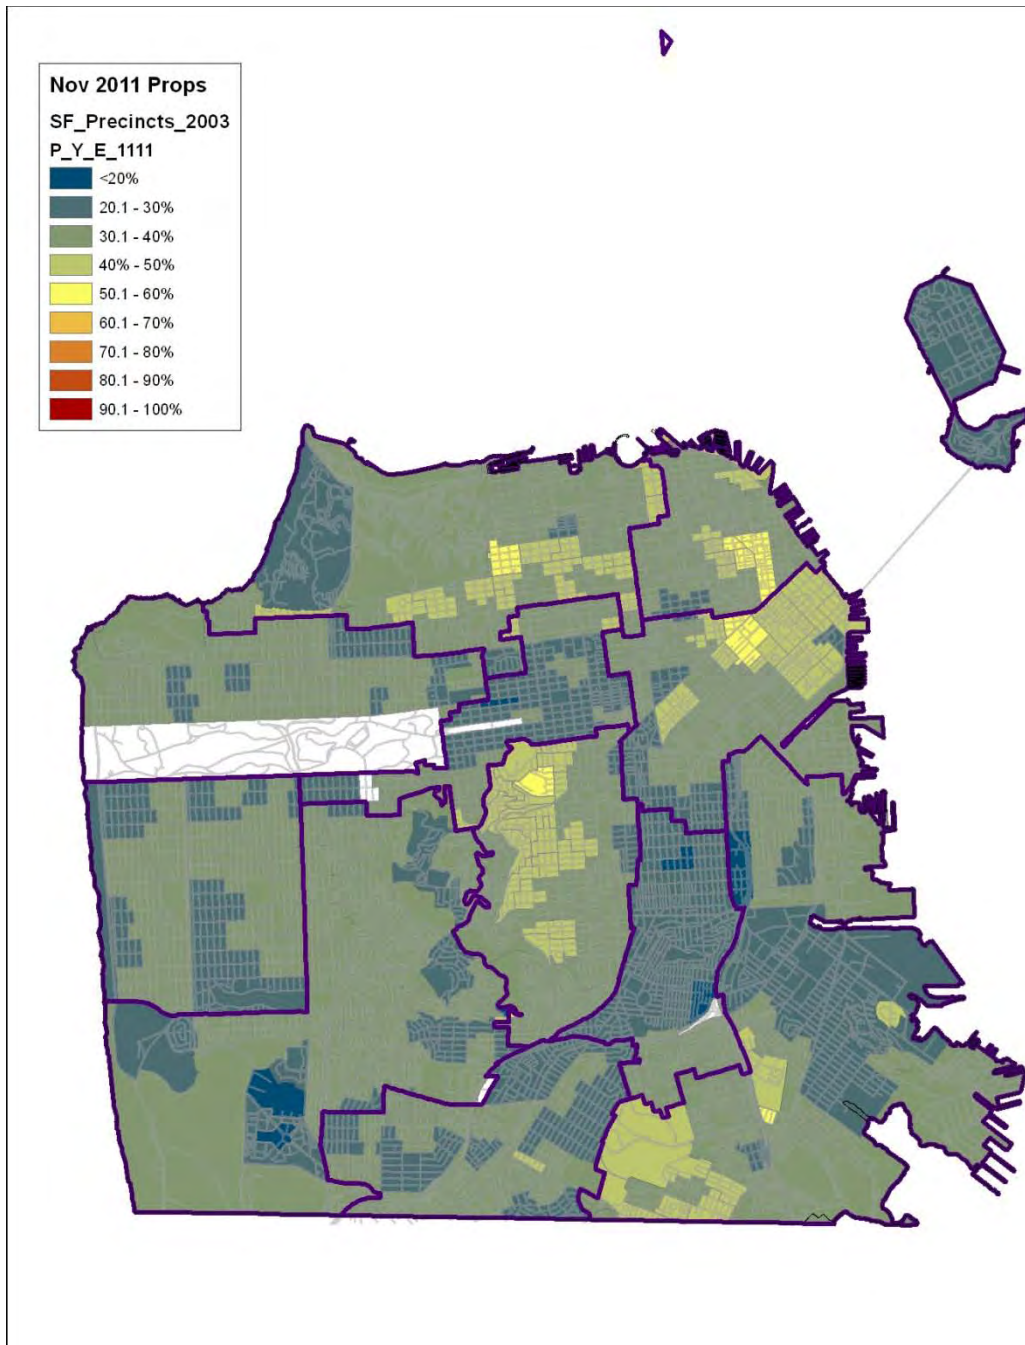 Nov 2011 Props
SF_Precincts_2003
P_Y_E_1111
<20%
20.1 - 30%
30.1 - 40%
40% - 50%
50.1 - 60%
60.1 - 70%
70.1 - 80%
80.1 - 90%
90.1 - 100%